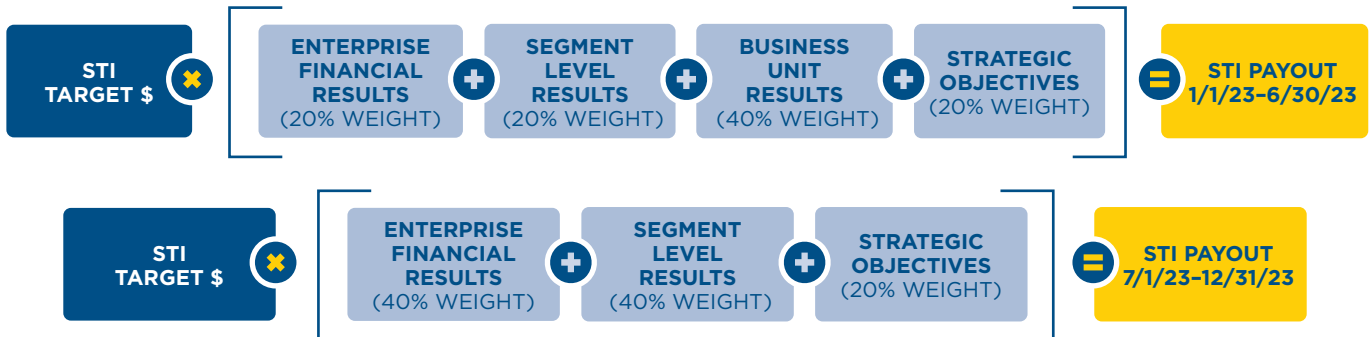 STI
TARGET $
ENTERPRISE
FINANCIAL
RESULTS
(20% WEIGHT)
SEGMENT
LEVEL
RESULTS
(20% WEIGHT)
BUSINESS
UNIT
RESULTS
(40% WEIGHT)
STRATEGIC
OBJECTIVES
(20% WEIGHT)
STI PAYOUT
1/1/23–6/30/23
STI
TARGET $
ENTERPRISE
FINANCIAL
RESULTS
(40% WEIGHT)
SEGMENT
LEVEL
RESULTS
(40% WEIGHT)
STRATEGIC
OBJECTIVES
(20% WEIGHT)
STI PAYOUT
7/1/23–12/31/23